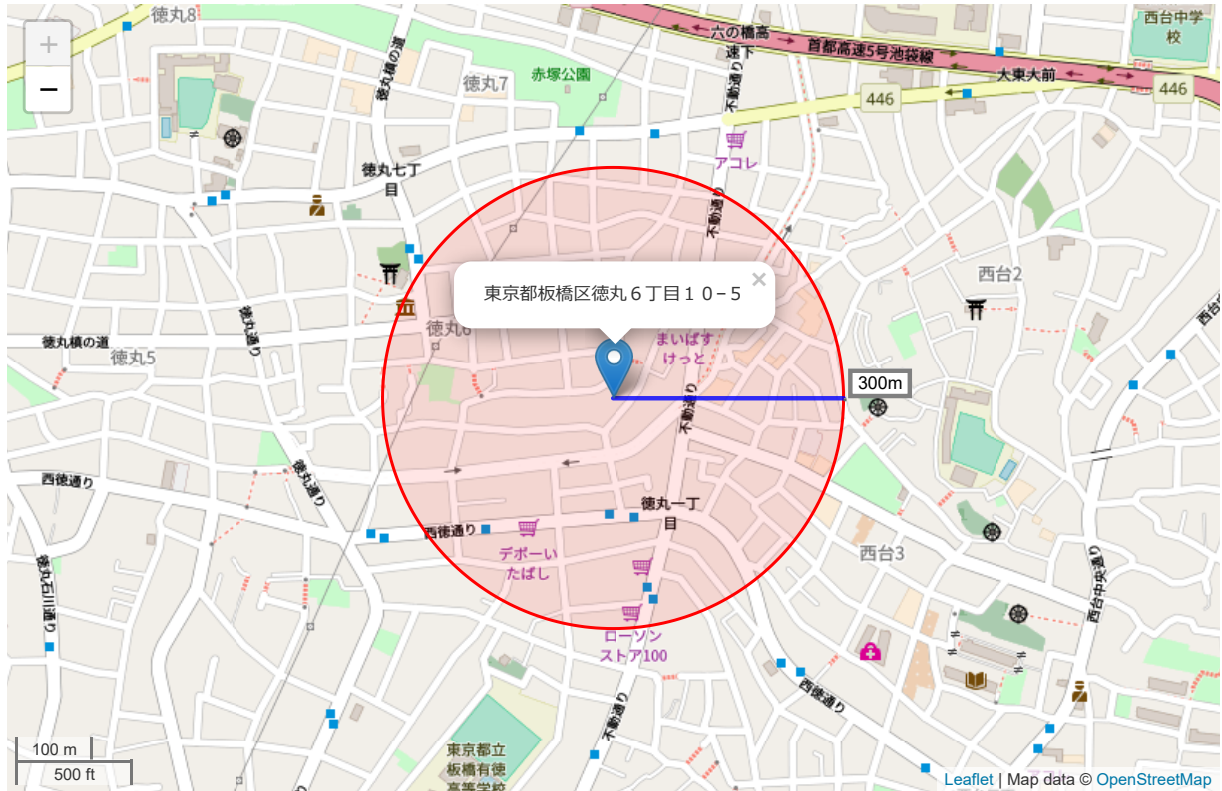 徳丸8
六の橋高
速下
首都高速5号池袋線
西台中学
校
+
−
徳丸槙の道
徳丸7
赤塚公園
不動通り
大東大前
446
446
アコレ
徳丸七丁
目
不動通り
西台2
東京都板橋区徳丸６丁目１０−５
×
徳丸通り
徳丸6
徳丸槙の道
徳丸5
まいばす
けっと
300m
不動通り
西徳通り
徳丸通り
西徳通り
徳丸一丁
目
デポーい
たばし
西台3
徳丸石川通り
西台中央通り
ローソン
ストア100
西徳通り
不動通り
東京都立
板橋有徳
高等学校
100 m
500 ft
Leaflet | Map data © OpenStreetMap